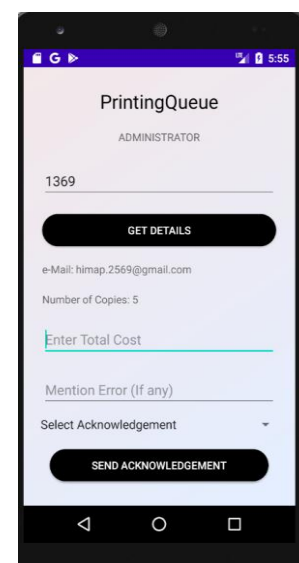 G 5:55
PrintingQueue
ADMINISTRATOR
1369
GET DETAILS
e-Mail: himap.2569@gmail.com
Number of Copies: 5
Enter Total Cost
Mention Error (If any)
Select Acknowledgement
SEND ACKNOWLEDGEMENT